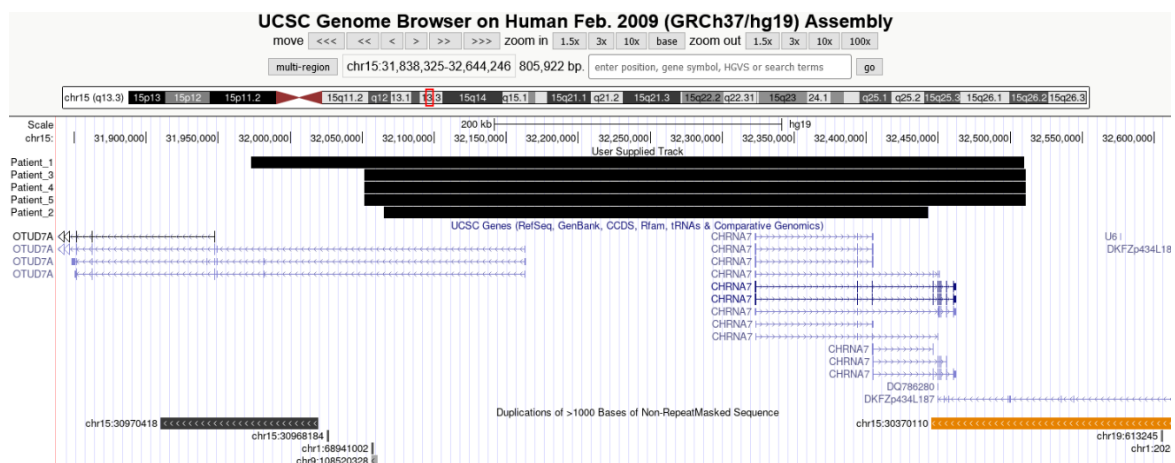 UCSC Genome Browser on Human Feb. 2009 (GRCh37/hg19) Assembly
move <<< << < > >> >>> zoom in 1.5x 3x 10x base zoom out 1.5x 3x 10x 100x
multi-region chr15:31,838,325-32,644,246 805,922 bp. enter position, gene symbol, HGVS or search terms go
chr15 (q13.3) 15p13 15p12 15p11.2 15q11.2 q12 13.1 13.3 15q14 q15.1 15q21.1 q21.2 15q21.3 15q22.2 q22.31 15q23 24.1 q25.1 q25.2 15q25.3 15q26.1 15q26.2 15q26.3
Scale 200 kb hg19
chr15: 31,900,000 31,950,000 32,000,000 32,050,000 32,100,000 32,150,000 32,200,000 32,250,000 32,300,000 32,350,000 32,400,000 32,450,000 32,500,000 32,550,000 32,600,000
User Supplied Track
Patient_1
Patient_3
Patient_4
Patient_5
Patient_2
UCSC Genes (RefSeq, GenBank, CCDS, Rfam, tRNAs & Comparative Genomics)
OTUD7A CHRNA7 U6
OTUD7A CHRNA7 DKFZp434L18
OTUD7A CHRNA7
OTUD7A CHRNA7
CHRNA7
CHRNA7
CHRNA7
CHRNA7
CHRNA7
CHRNA7
CHRNA7
CHRNA7
DQ786280
DKFZp434L187
Duplications of >1000 Bases of Non-RepeatMasked Sequence
chr15:30970418 chr15:30370110
chr15:30968184 chr19:613245
chr1:68941002 chr1:202
chr9:108520328